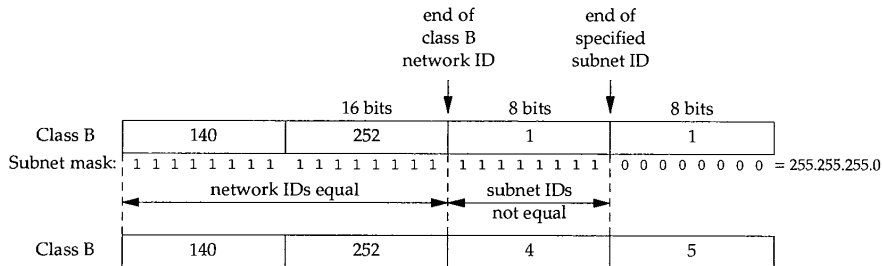 end of
class B
network ID
end of
specified
subnet ID
16 bits
8 bits
8 bits
Class B 140 252 1 1
Subnet mask: 1 1 1 1 1 1 1 1 1 1 1 1 1 1 1 1 1 1 1 1 1 1 1 1 0 0 0 0 0 0 0 0 = 255.255.255.0
network IDs equal
subnet IDs
not equal
Class B 140 252 4 5